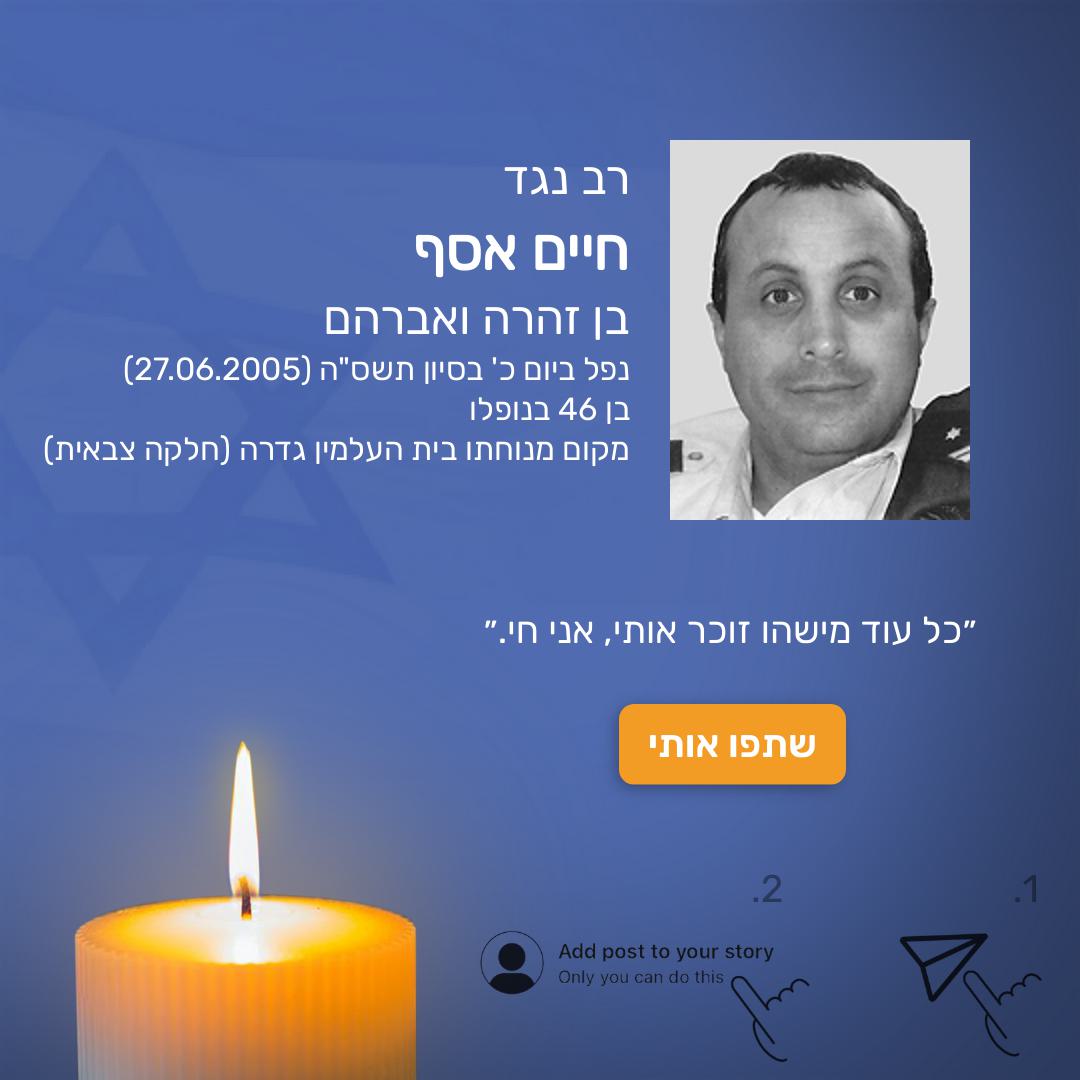 רב נגד
חיים אסף
בן זהרה ואברהם
נפל ביום כ' בסיון תשס"ה (27.06.2005)
בן 46 בנופלו
מקום מנוחתו בית העלמין גדרה (חלקה צבאית)
״כל עוד מישהו זוכר אותי, אני חי.״
שתפו אותי
1.
2.
Add post to your story
Only you can do this